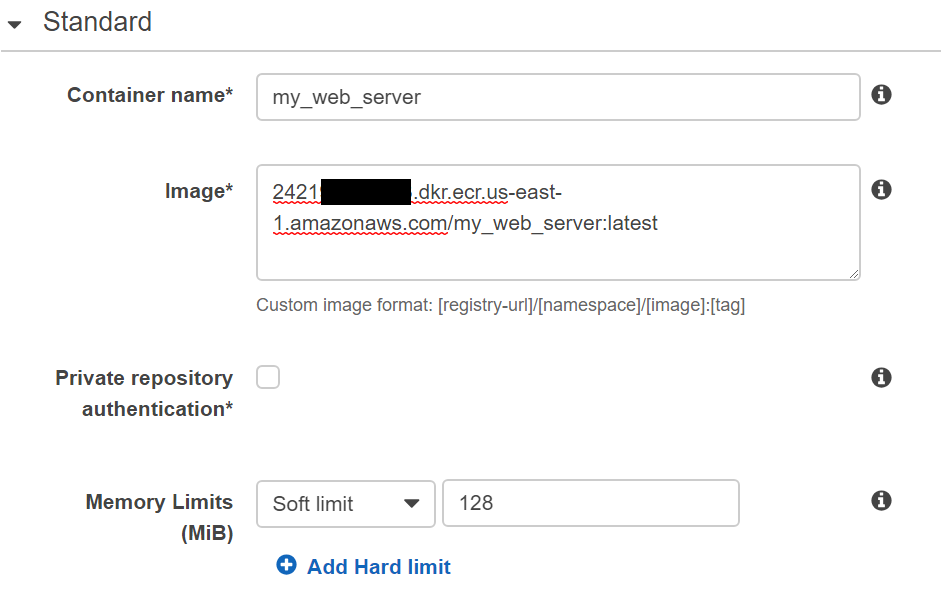 Standard
Container name*
my_web_server
Image*
2421 .dkr.ecr.us-east-
1.amazonaws.com/my_web_server:latest
Custom image format: [registry-url]/[namespace]/[image]:[tag]
Private repository
authentication*
Memory Limits
(MiB)
Soft limit
128
Add Hard limit